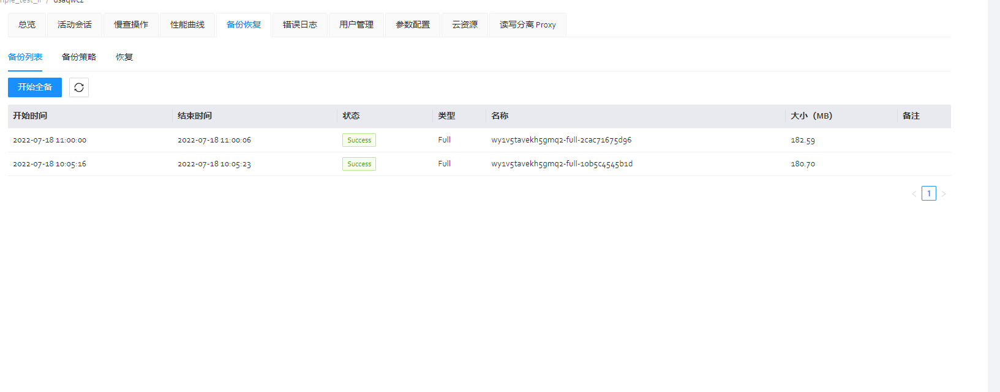 / dsaqwcz
总览 活动会话 慢查操作 性能曲线 备份恢复 错误日志 用户管理 参数配置 云资源 读写分离 Proxy
备份列表 备份策略 恢复
开始全备
开始时间 结束时间 状态 类型 名称 大小（MB） 备注
2022-07-18 11:00:00 2022-07-18 11:00:06 Success Full wy1v5tavekh5gmq2-full-2cac71675d96 182.59
2022-07-18 10:05:16 2022-07-18 10:05:23 Success Full wy1v5tavekh5gmq2-full-10b5c4545b1d 180.70
< 1 >